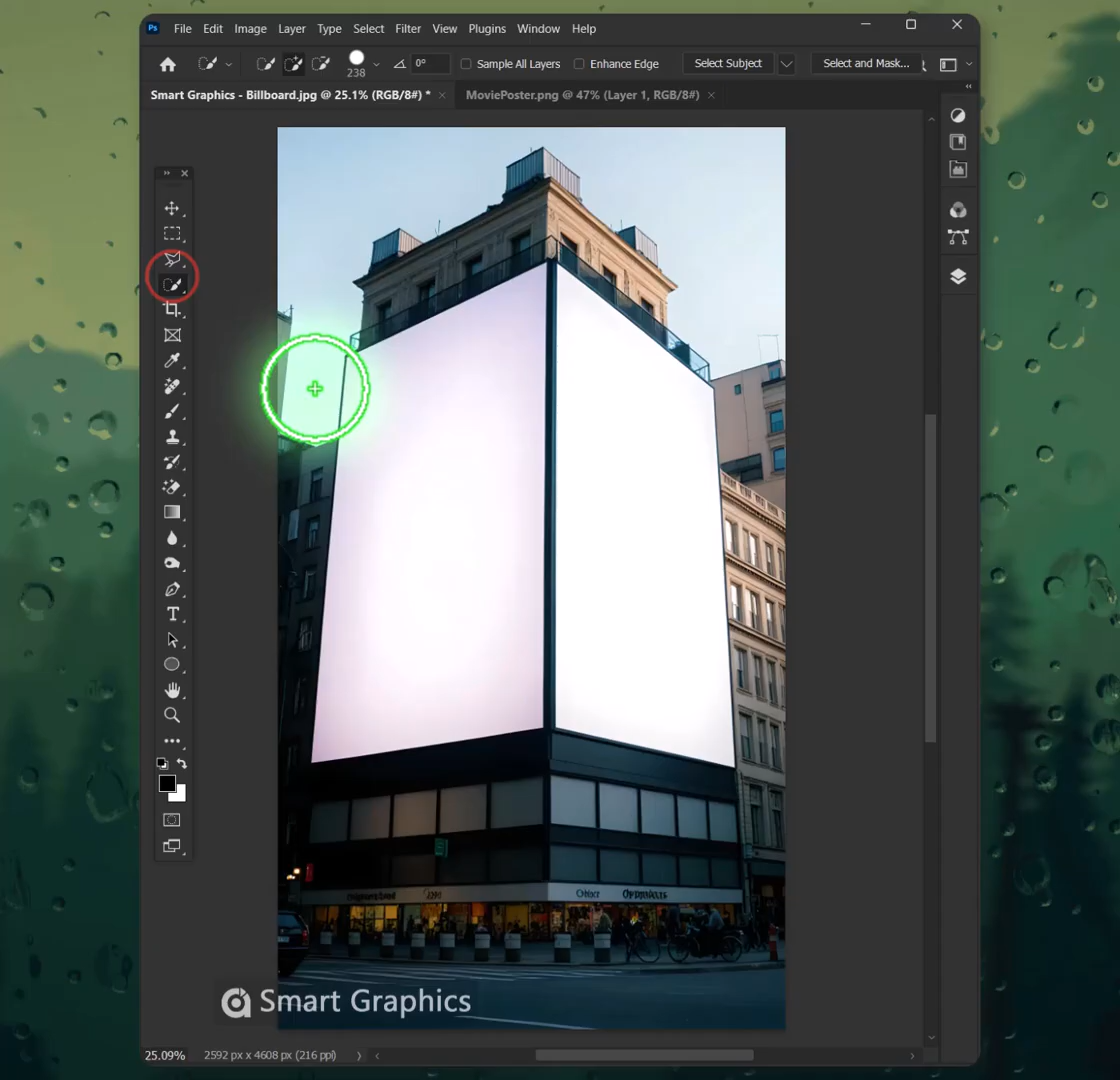 Ps File Edit Image Layer Type Select Filter View Plugins Window Help
238 0° Sample All Layers Enhance Edge Select Subject Select and Mask...
Smart Graphics - Billboard.jpg @ 25.1% (RGB/8#) * × MoviePoster.png @ 47% (Layer 1, RGB/8#) ×
Smart Graphics
25.09% 2592 px x 4608 px (216 ppi)